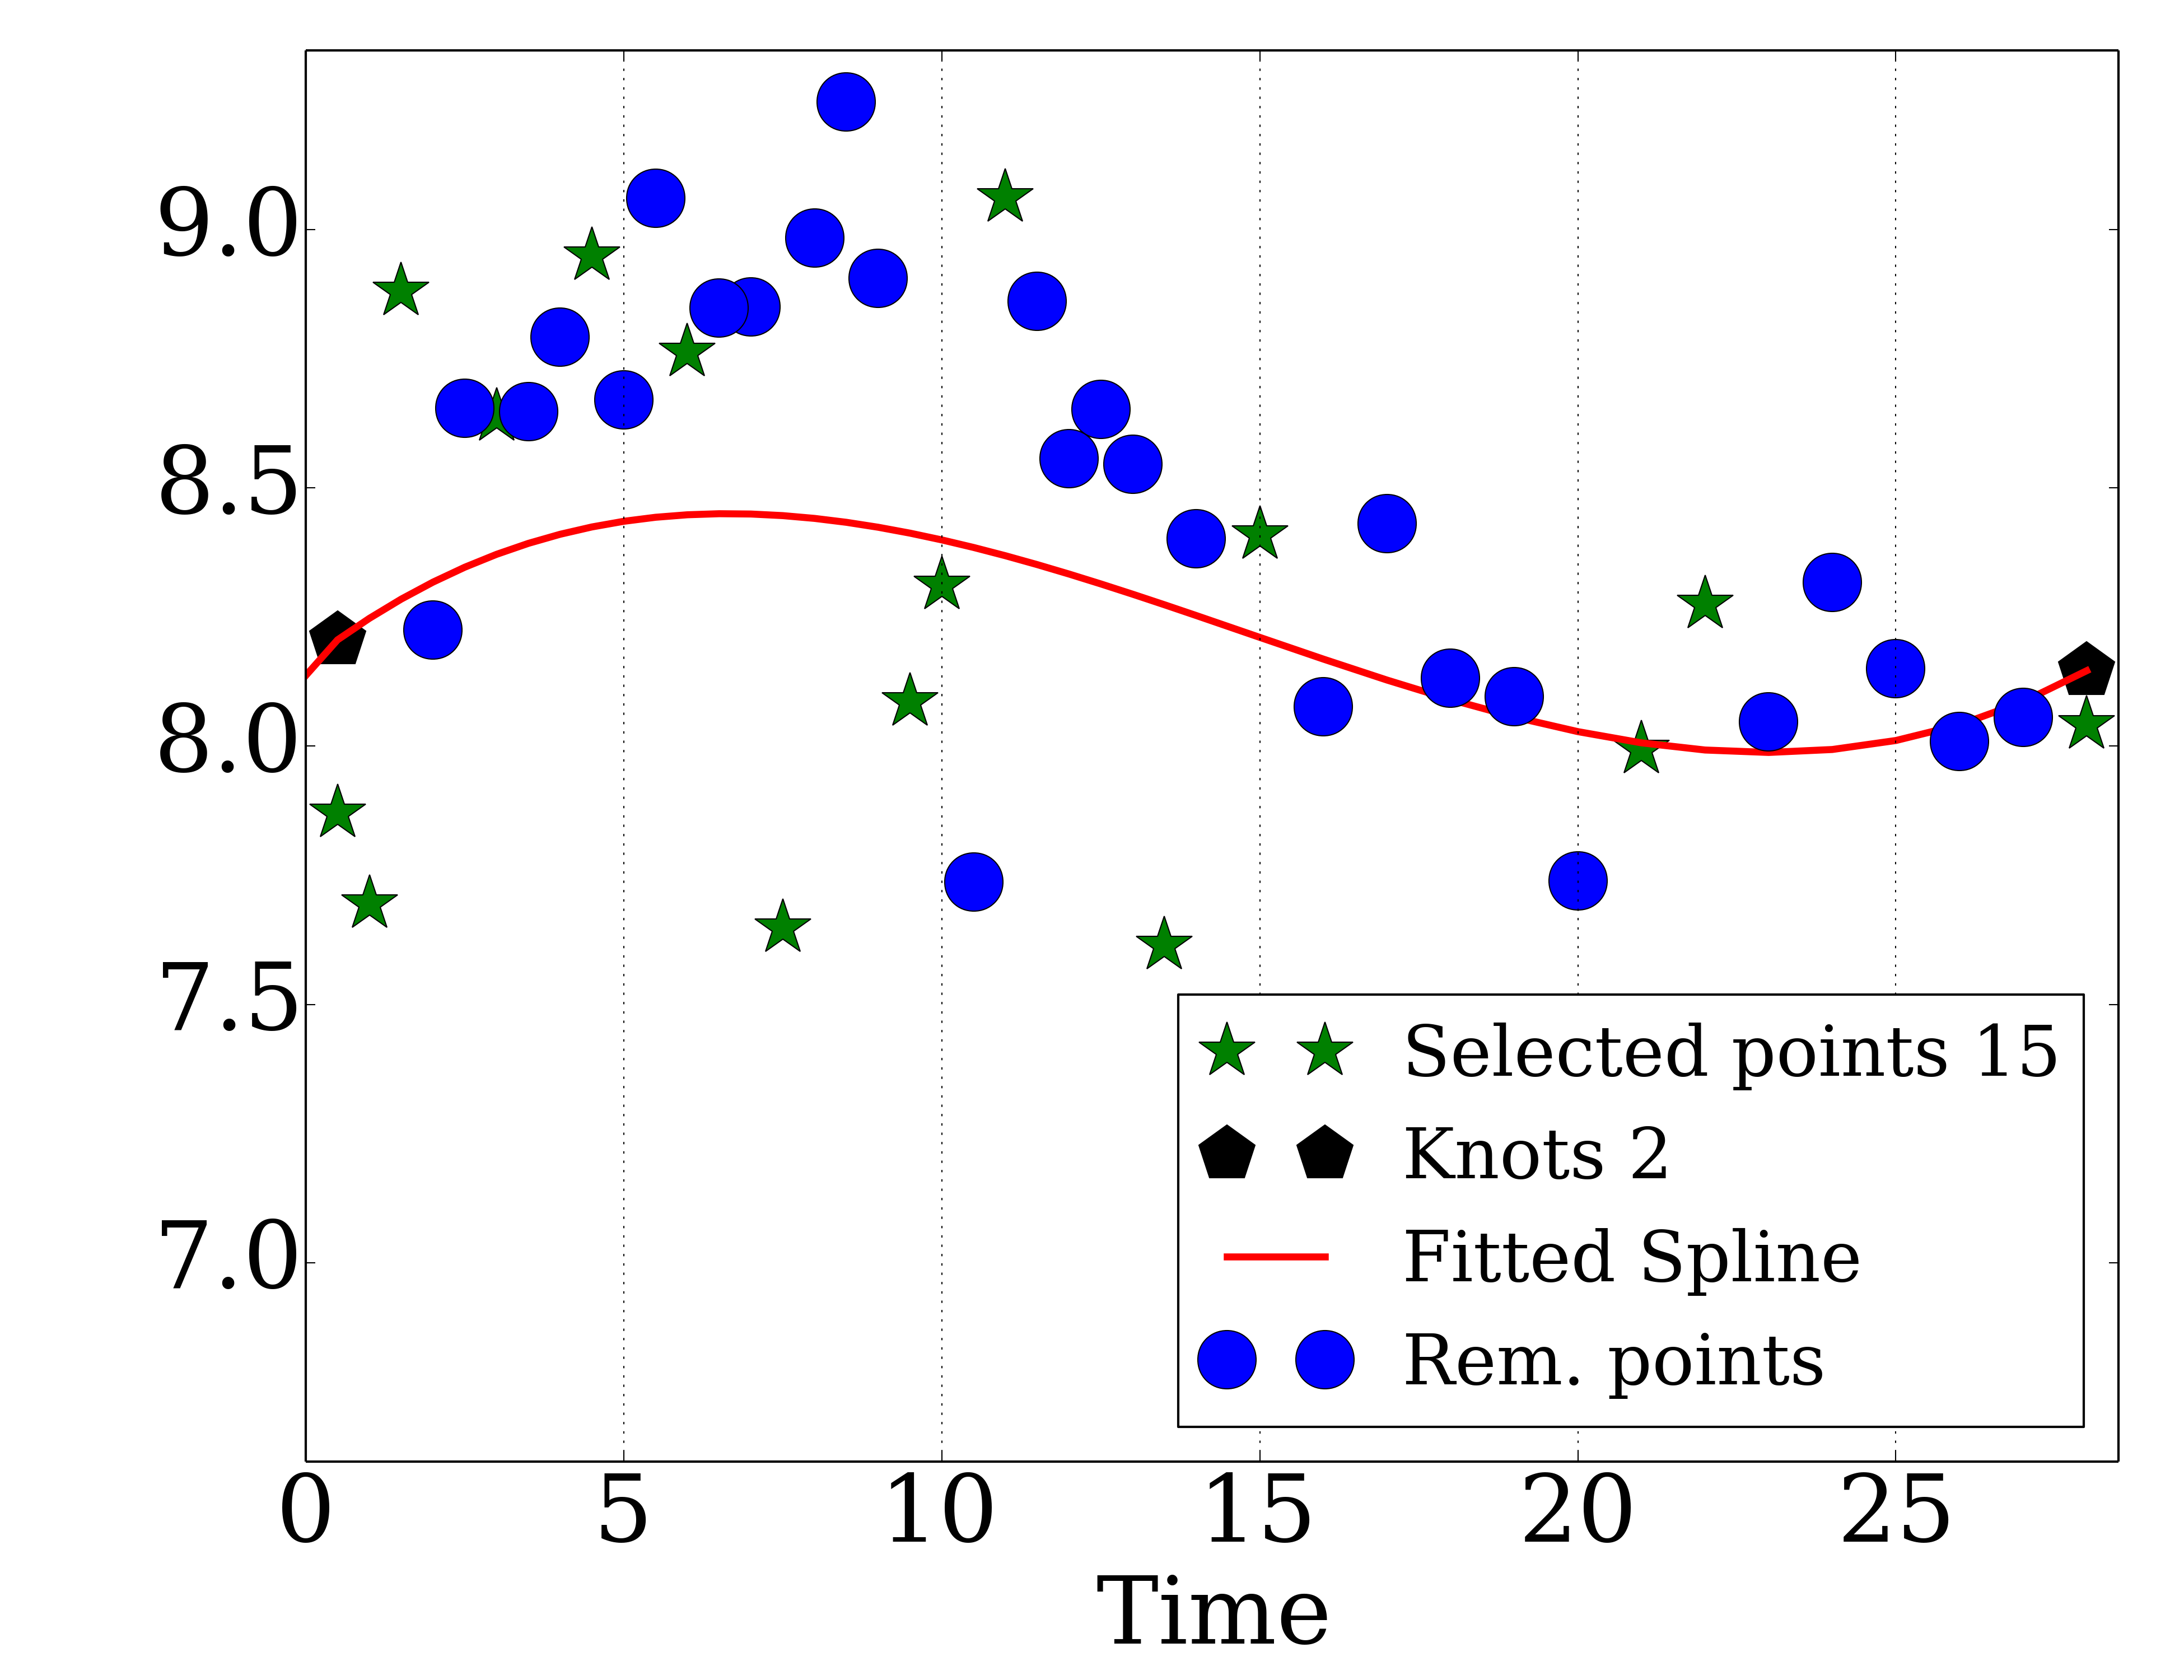 9.0
8.5
8.0
7.5
7.0
Selected points 15
Knots 2
Fitted Spline
Rem. points
0 5 10 15 20 25
Time